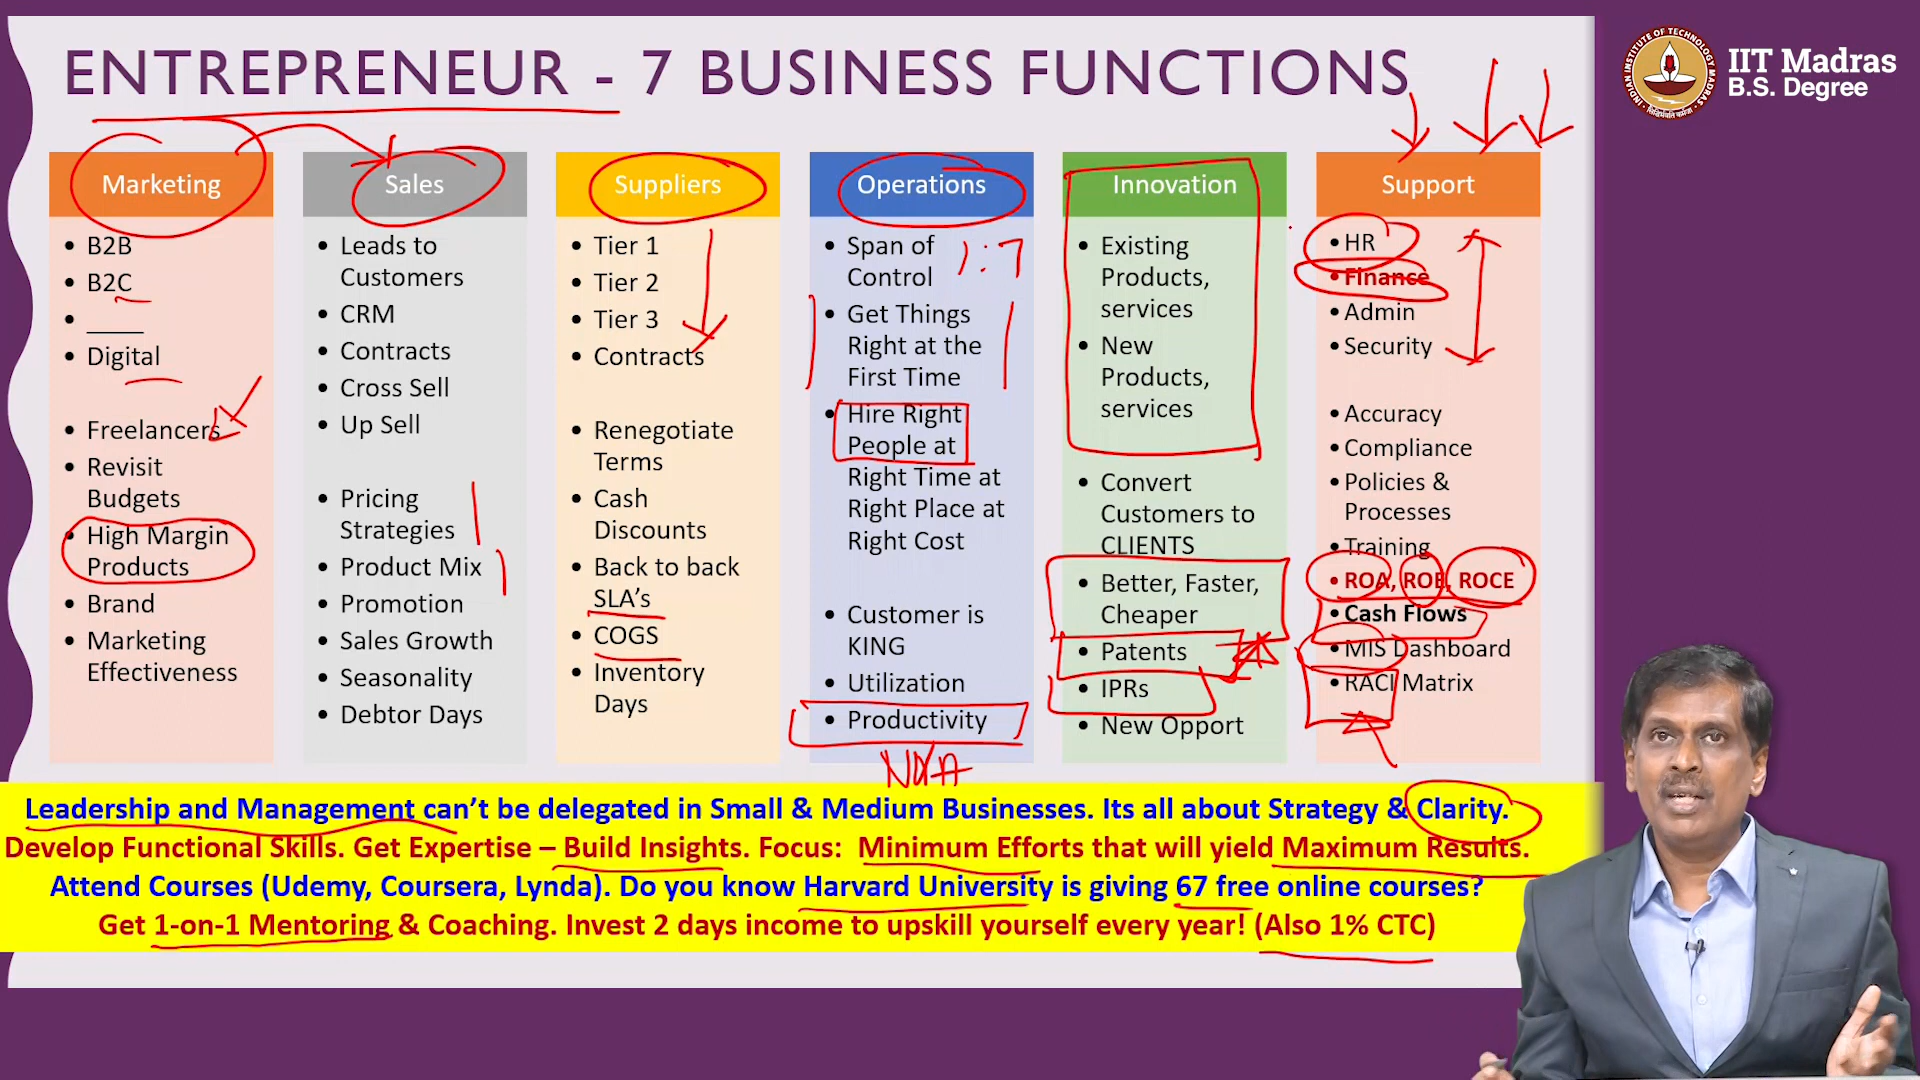 ENTREPRENEUR - 7 BUSINESS FUNCTIONS
IIT Madras
B.S. Degree
Marketing
• B2B
• B2C
• ____
• Digital
• Freelancers
• Revisit
Budgets
• High Margin
Products
• Brand
• Marketing
Effectiveness
Sales
• Leads to
Customers
• CRM
• Contracts
• Cross Sell
• Up Sell
• Pricing
Strategies
• Product Mix
• Promotion
• Sales Growth
• Seasonality
• Debtor Days
Suppliers
• Tier 1
• Tier 2
• Tier 3
• Contracts
• Renegotiate
Terms
• Cash
Discounts
• Back to back
SLA's
• COGS
• Inventory
Days
Operations
• Span of
Control 1:7
• Get Things
Right at the
First Time
• Hire Right
People at
Right Time at
Right Place at
Right Cost
• Customer is
KING
• Utilization
• Productivity
Innovation
• Existing
Products,
services
• New
Products,
services
• Convert
Customers to
CLIENTS
• Better, Faster,
Cheaper
• Patents
• IPRs
• New Opport
Support
• HR
• Finance
• Admin
• Security
• Accuracy
• Compliance
• Policies &
Processes
• Training
• ROA, ROE, ROCE
• Cash Flows
• MIS Dashboard
• RACI Matrix
Leadership and Management can't be delegated in Small & Medium Businesses. Its all about Strategy & Clarity.
Develop Functional Skills. Get Expertise – Build Insights. Focus: Minimum Efforts that will yield Maximum Results.
Attend Courses (Udemy, Coursera, Lynda). Do you know Harvard University is giving 67 free online courses?
Get 1-on-1 Mentoring & Coaching. Invest 2 days income to upskill yourself every year! (Also 1% CTC)